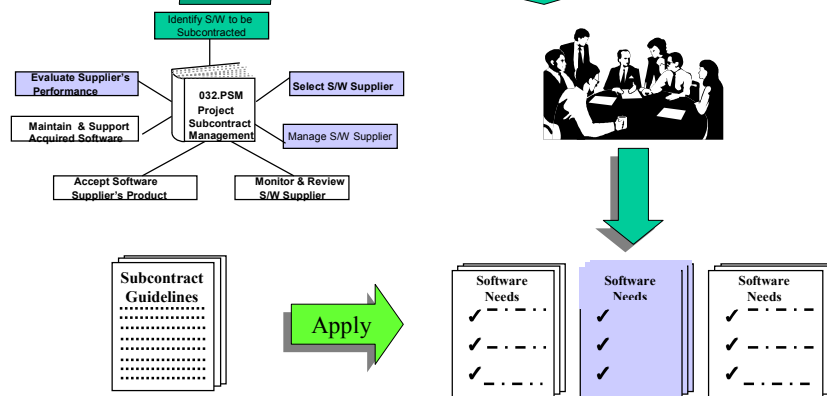 Identify S/W to be
Subcontracted
Evaluate Supplier's
Performance
032.PSM
Project
Subcontract
Management
Select S/W Supplier
Maintain & Support
Acquired Software
Manage S/W Supplier
Accept Software
Supplier's Product
Monitor & Review
S/W Supplier
Subcontract
Guidelines
Apply
Software
Needs
Software
Needs
Software
Needs